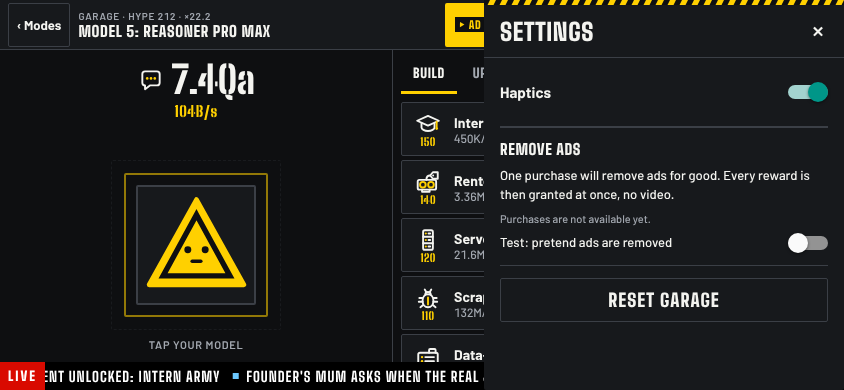 ‹ Modes
GARAGE · HYPE 212 · ×22.2
MODEL 5: REASONER PRO MAX
AD
7.4Qa
104B/s
TAP YOUR MODEL
BUILD
150
450K/
140
3.36M
120
21.6M
110
132M/
LIVE
UNLOCKED: INTERN ARMY ■ FOUNDER'S MUM ASKS WHEN THE REAL
SETTINGS
×
Haptics
REMOVE ADS
One purchase will remove ads for good. Every reward is
then granted at once, no video.
Purchases are not available yet.
Test: pretend ads are removed
RESET GARAGE